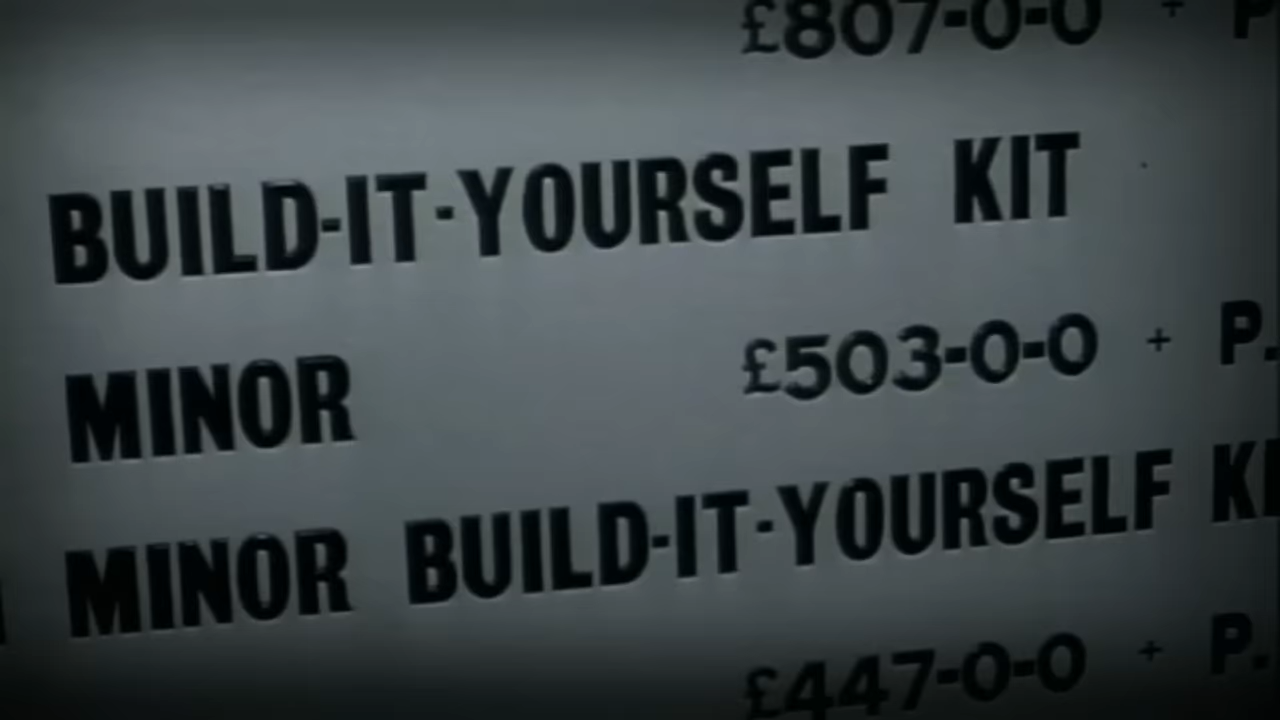 £807-0-0 + P
BUILD-IT-YOURSELF KIT
MINOR £503-0-0 + P.
MINOR BUILD-IT-YOURSELF
£447-0-0 + P.